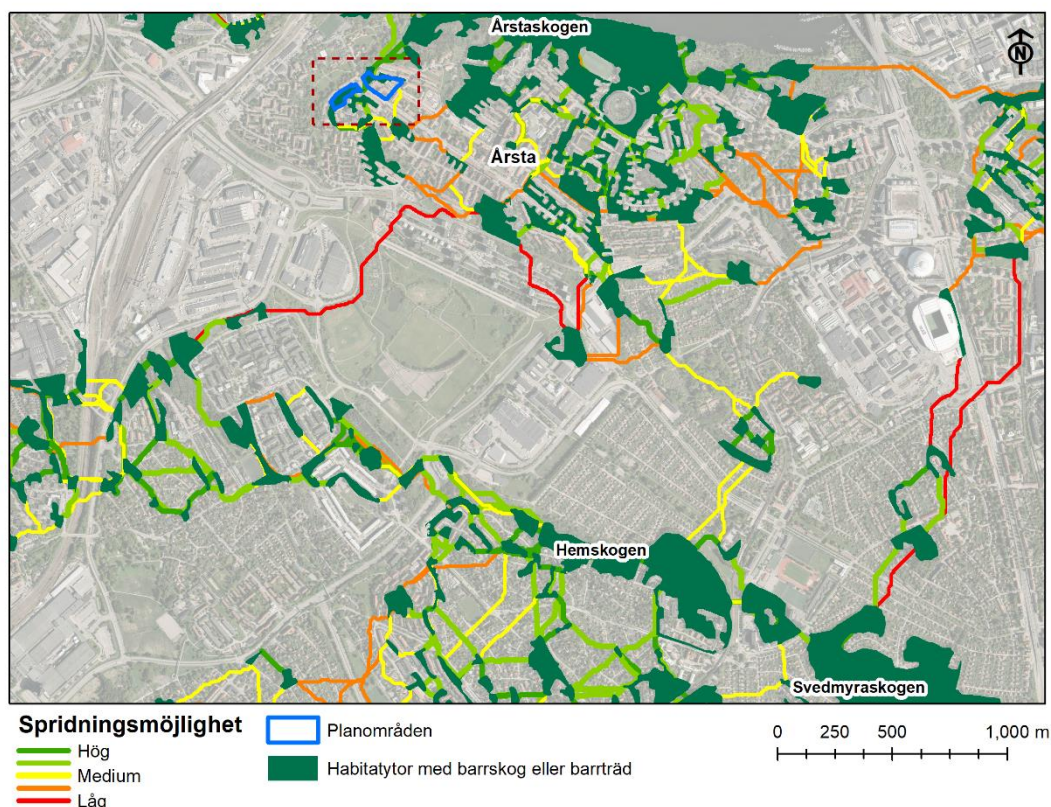 Årstaskogen
N
Årsta
Hemskogen
Svedmyraskogen
Spridningsmöjlighet
Hög
Medium
Låg
Planområden
Habitatytor med barrskog eller barrträd
0 250 500 1,000 m